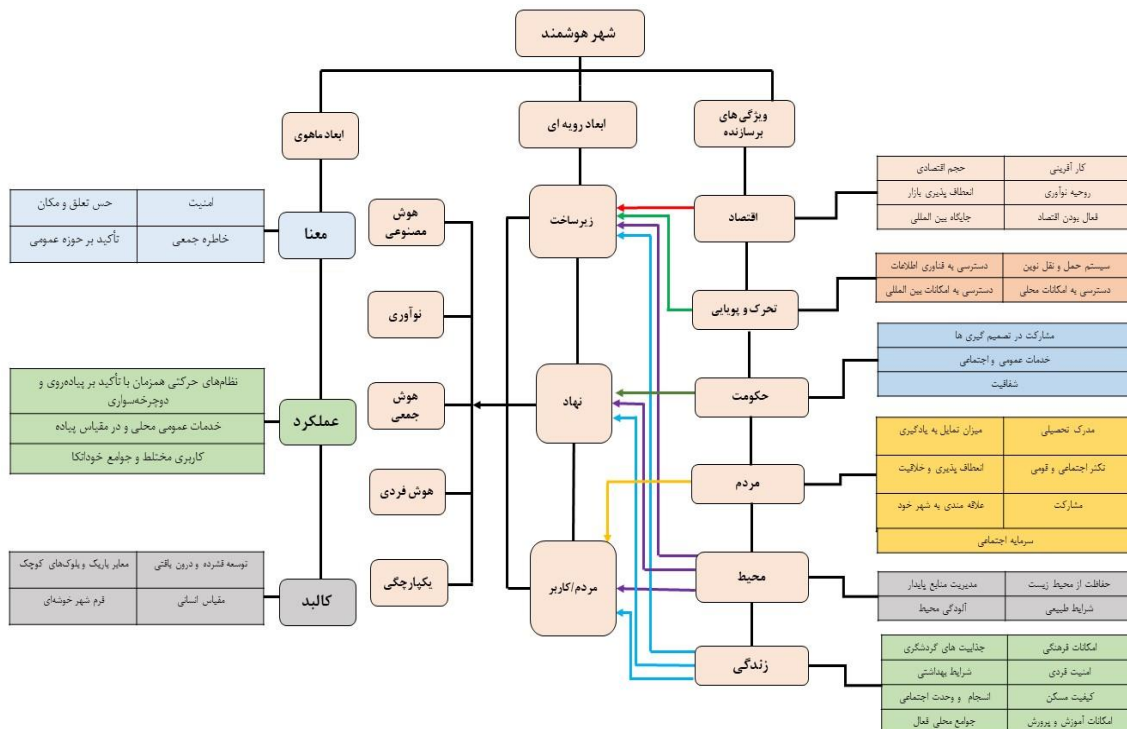 شهر هوشمند
ویژگی‌های
برسازنده
ابعاد رویه ای
ابعاد ماهوی
کار آفرینی
حجم اقتصادی
روحیه نوآوری
انعطاف پذیری بازار
فعال بودن اقتصاد
جایگاه بین المللی
اقتصاد
سیستم حمل و نقل نوین
دسترسی به فناوری اطلاعات
دسترسی به امکانات محلی
دسترسی به امکانات بین المللی
تحرک و پویایی
مشارکت در تصمیم گیری ها
خدمات عمومی و اجتماعی
شفافیت
حکومت
مدرک تحصیلی
میزان تمایل به یادگیری
تکثر اجتماعی و قومی
انعطاف پذیری و خلاقیت
مشارکت
علاقه مندی به شهر خود
سرمایه اجتماعی
مردم
حفاظت از محیط زیست
مدیریت منابع پایدار
شرایط طبیعی
آلودگی محیط
محیط
امکانات فرهنگی
جذابیت های گردشگری
امنیت فردی
شرایط بهداشتی
کیفیت مسکن
انسجام و وحدت اجتماعی
امکانات آموزش و پرورش
جوامع محلی فعال
زندگی
زیرساخت
نهاد
مردم/کاربر
هوش
مصنوعی
نوآوری
هوش
جمعی
هوش فردی
یکپارچگی
معنا
امنیت
حس تعلق و مکان
خاطره جمعی
تأکید بر حوزه عمومی
عملکرد
نظام‌های حرکتی همزمان با تأکید بر پیاده‌روی و
دوچرخه‌سواری
خدمات عمومی محلی و در مقیاس پیاده
کاربری مختلط و جوامع خوداتکا
کالبد
توسعه فشرده و درون بافتی
معابر باریک و بلوک‌های کوچک
مقیاس انسانی
فرم شهر خوشه‌ای